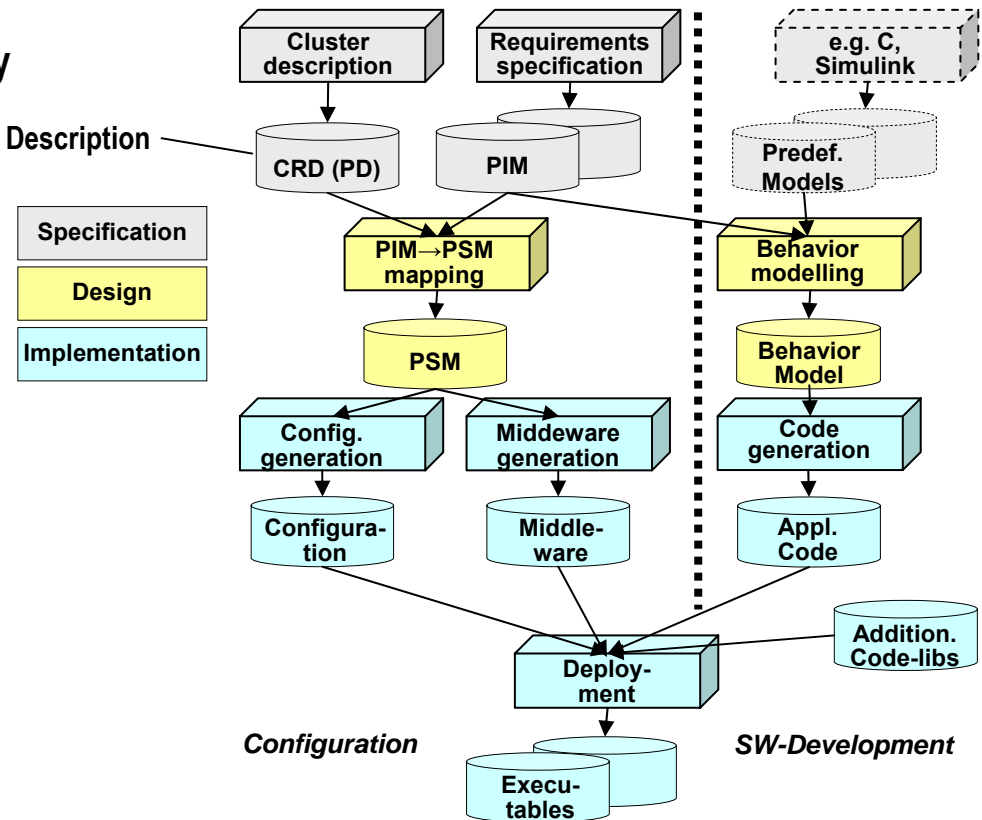 Cluster
description
Requirements
specification
e.g. C,
Simulink
y
Description
CRD (PD)
PIM
Predef.
Models
Specification
Design
Implementation
PIM→PSM
mapping
Behavior
modelling
PSM
Behavior
Model
Config.
generation
Middeware
generation
Code
generation
Configura-
tion
Middle-
ware
Appl.
Code
Addition.
Code-libs
Deploy-
ment
Configuration
SW-Development
Execu-
tables